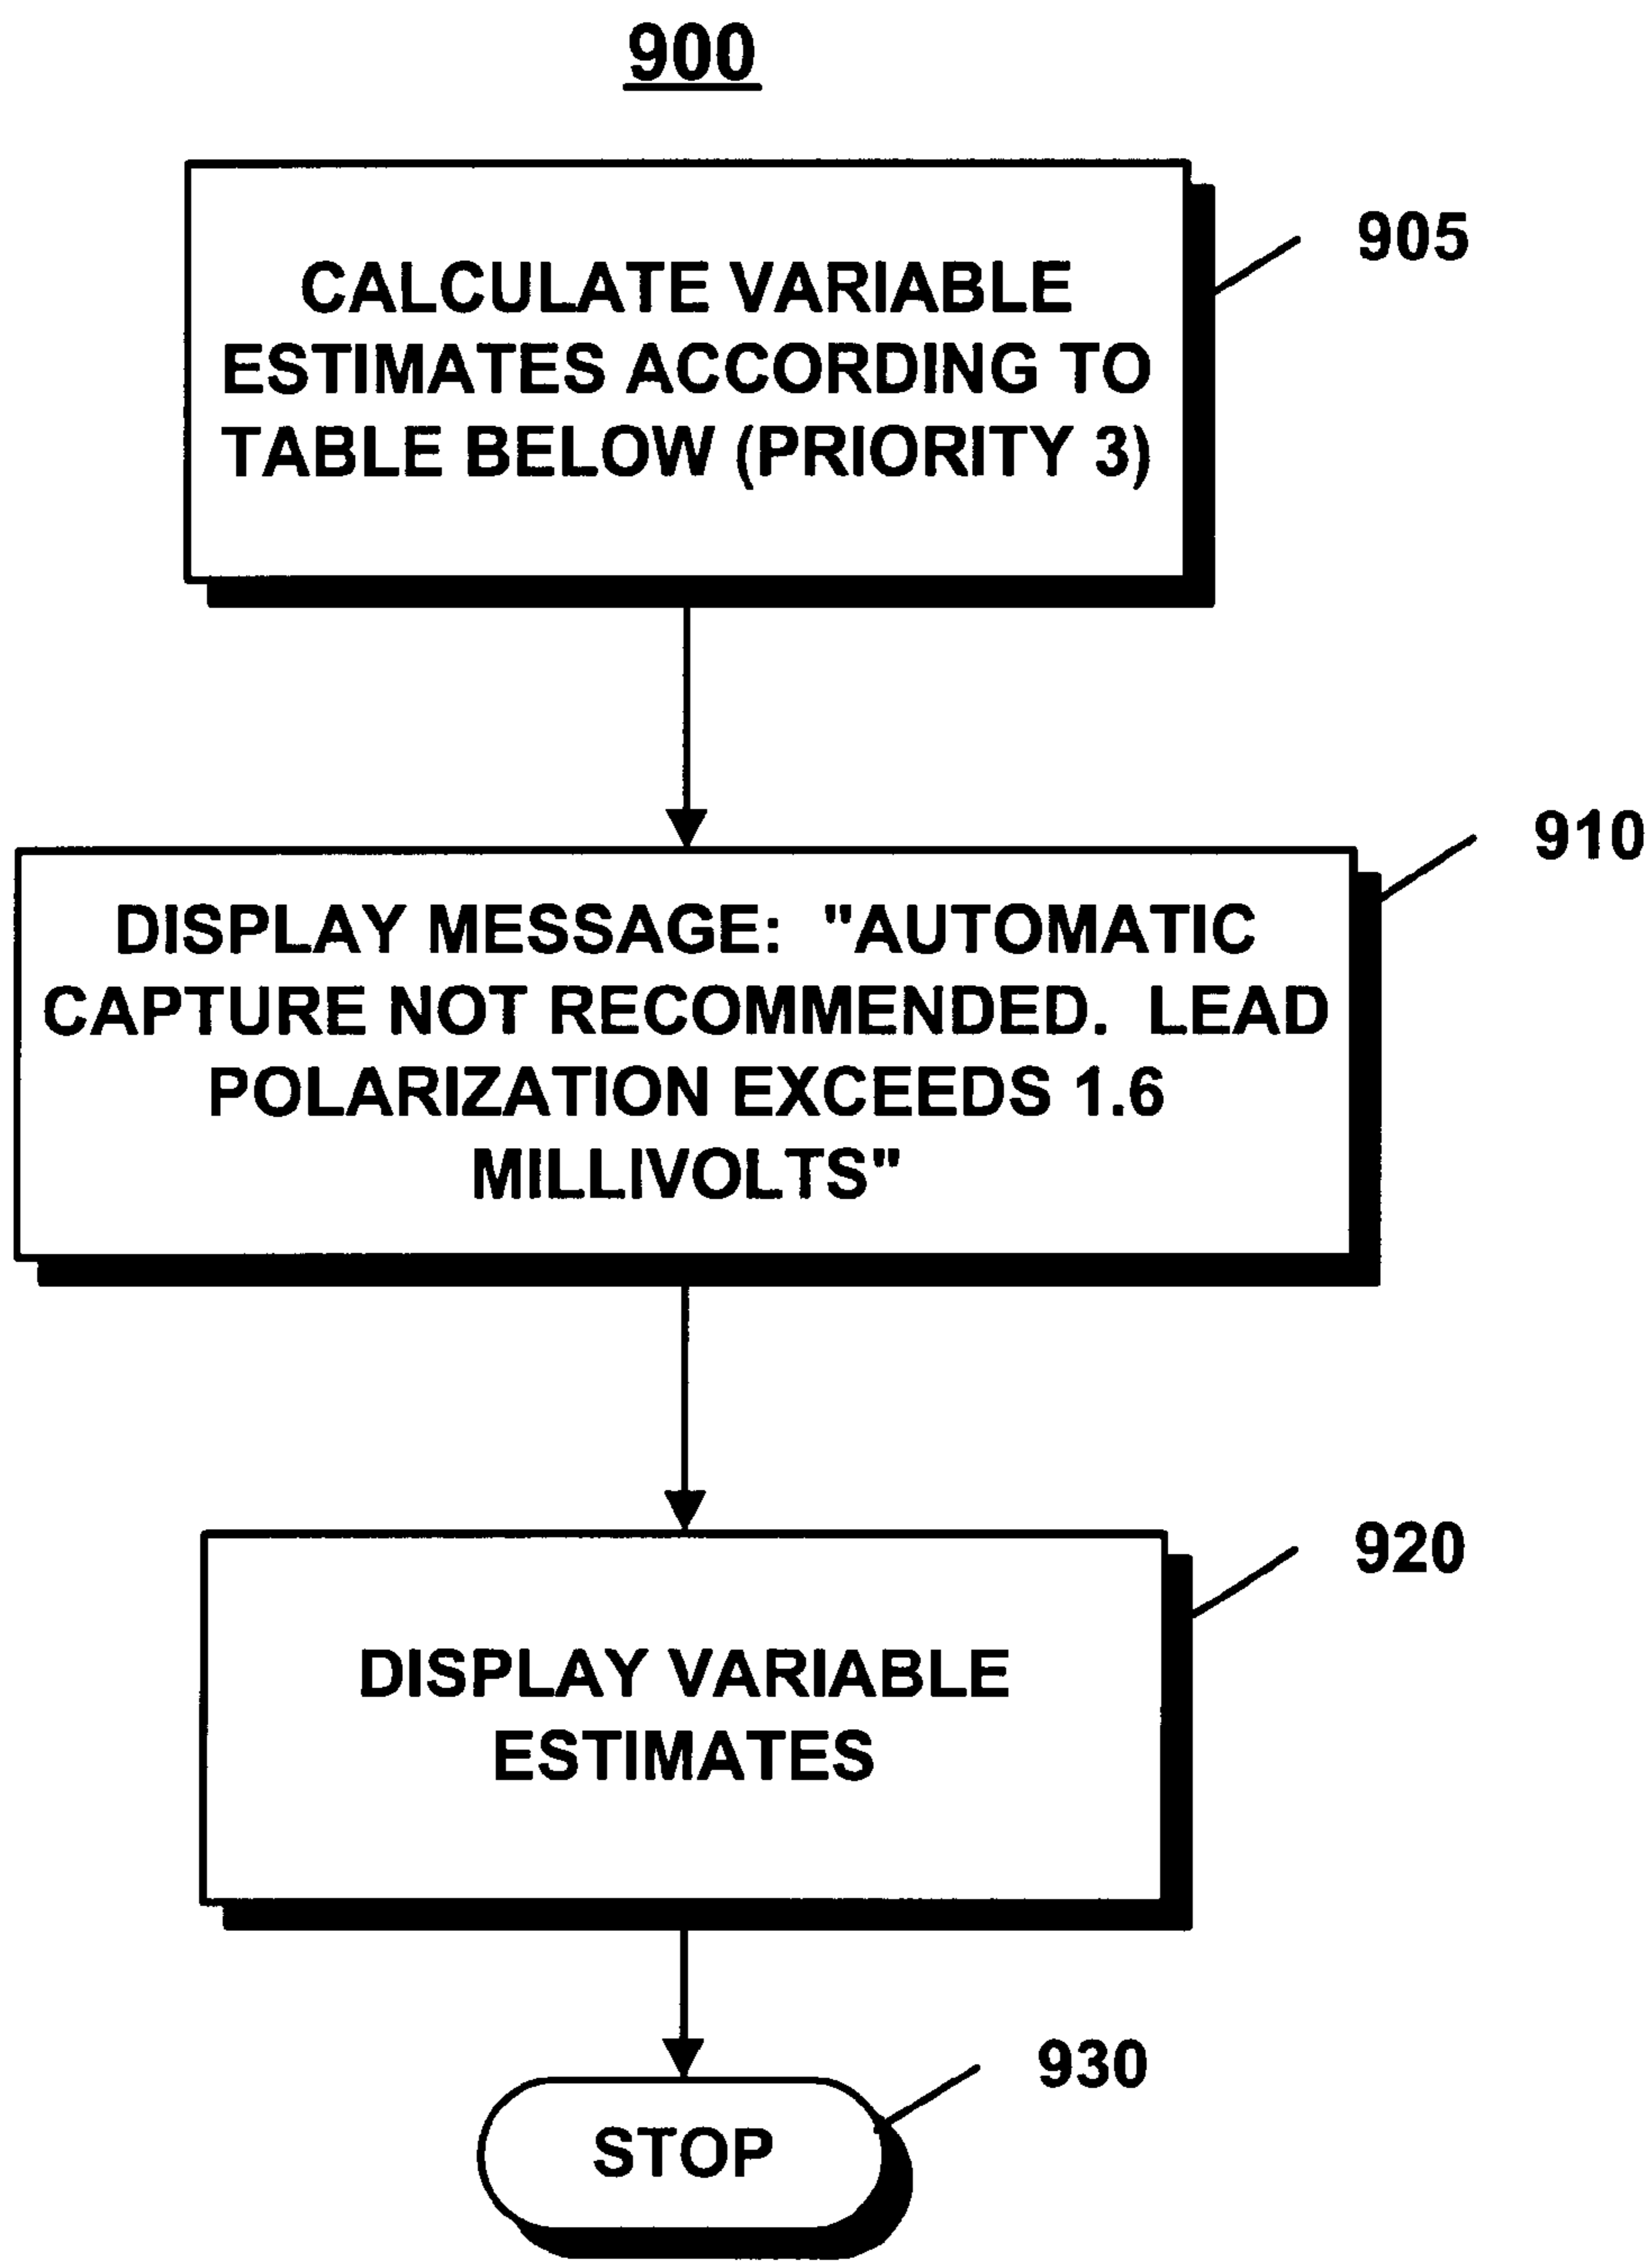 900
905
CALCULATE VARIABLE
ESTIMATES ACCORDING TO
TABLE BELOW (PRIORITY 3)
910
DISPLAY MESSAGE: "AUTOMATIC
CAPTURE NOT RECOMMENDED. LEAD
POLARIZATION EXCEEDS 1.6
MILLIVOLTS"
920
DISPLAY VARIABLE
ESTIMATES
930
STOP